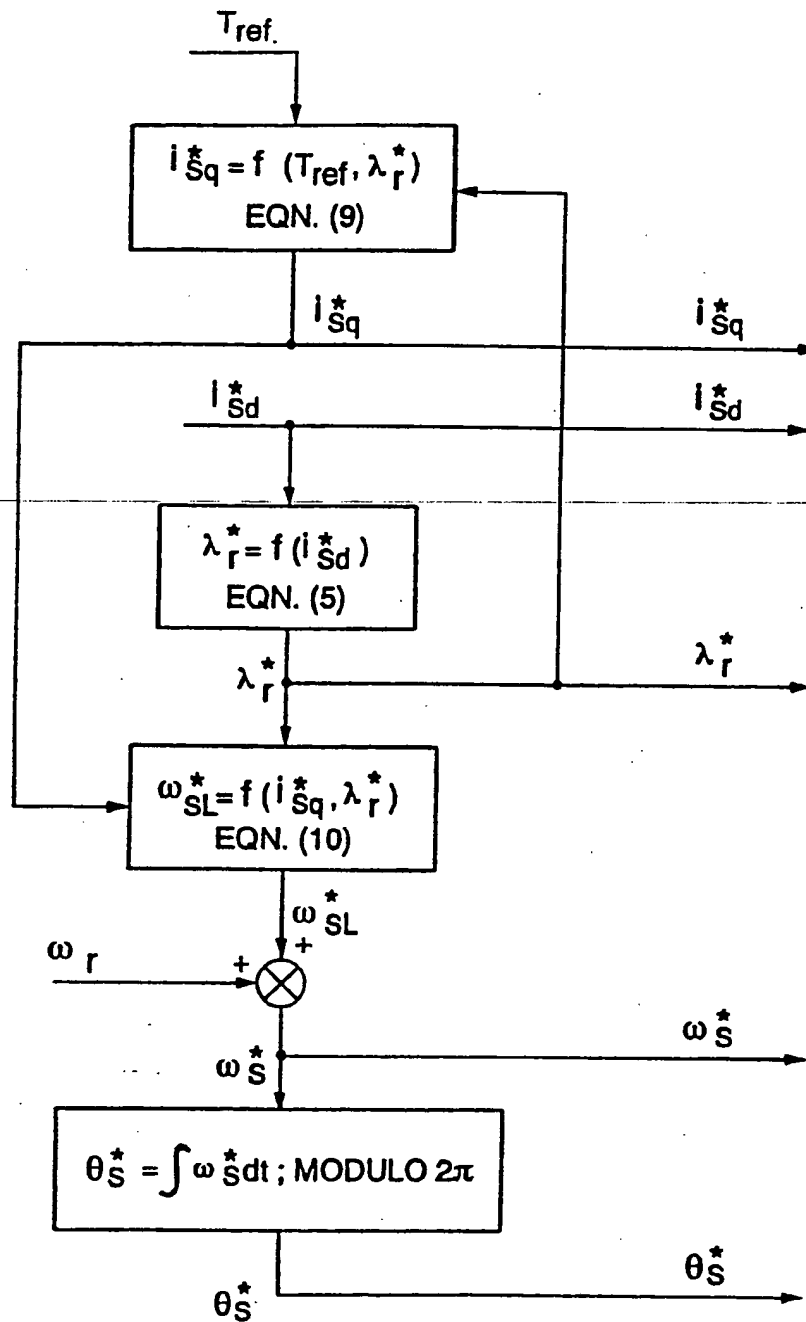 T_ref.
i*_Sq = f (T_ref, λ*_r)
EQN. (9)
i*_Sq
i*_Sq
i*_Sd
i*_Sd
λ*_r = f (i*_Sd)
EQN. (5)
λ*_r
λ*_r
ω*_SL = f (i*_Sq, λ*_r)
EQN. (10)
ω*_SL
+
ω_r
+
ω*_S
ω*_S
θ*_S = ∫ ω*_S dt ; MODULO 2π
θ*_S
θ*_S